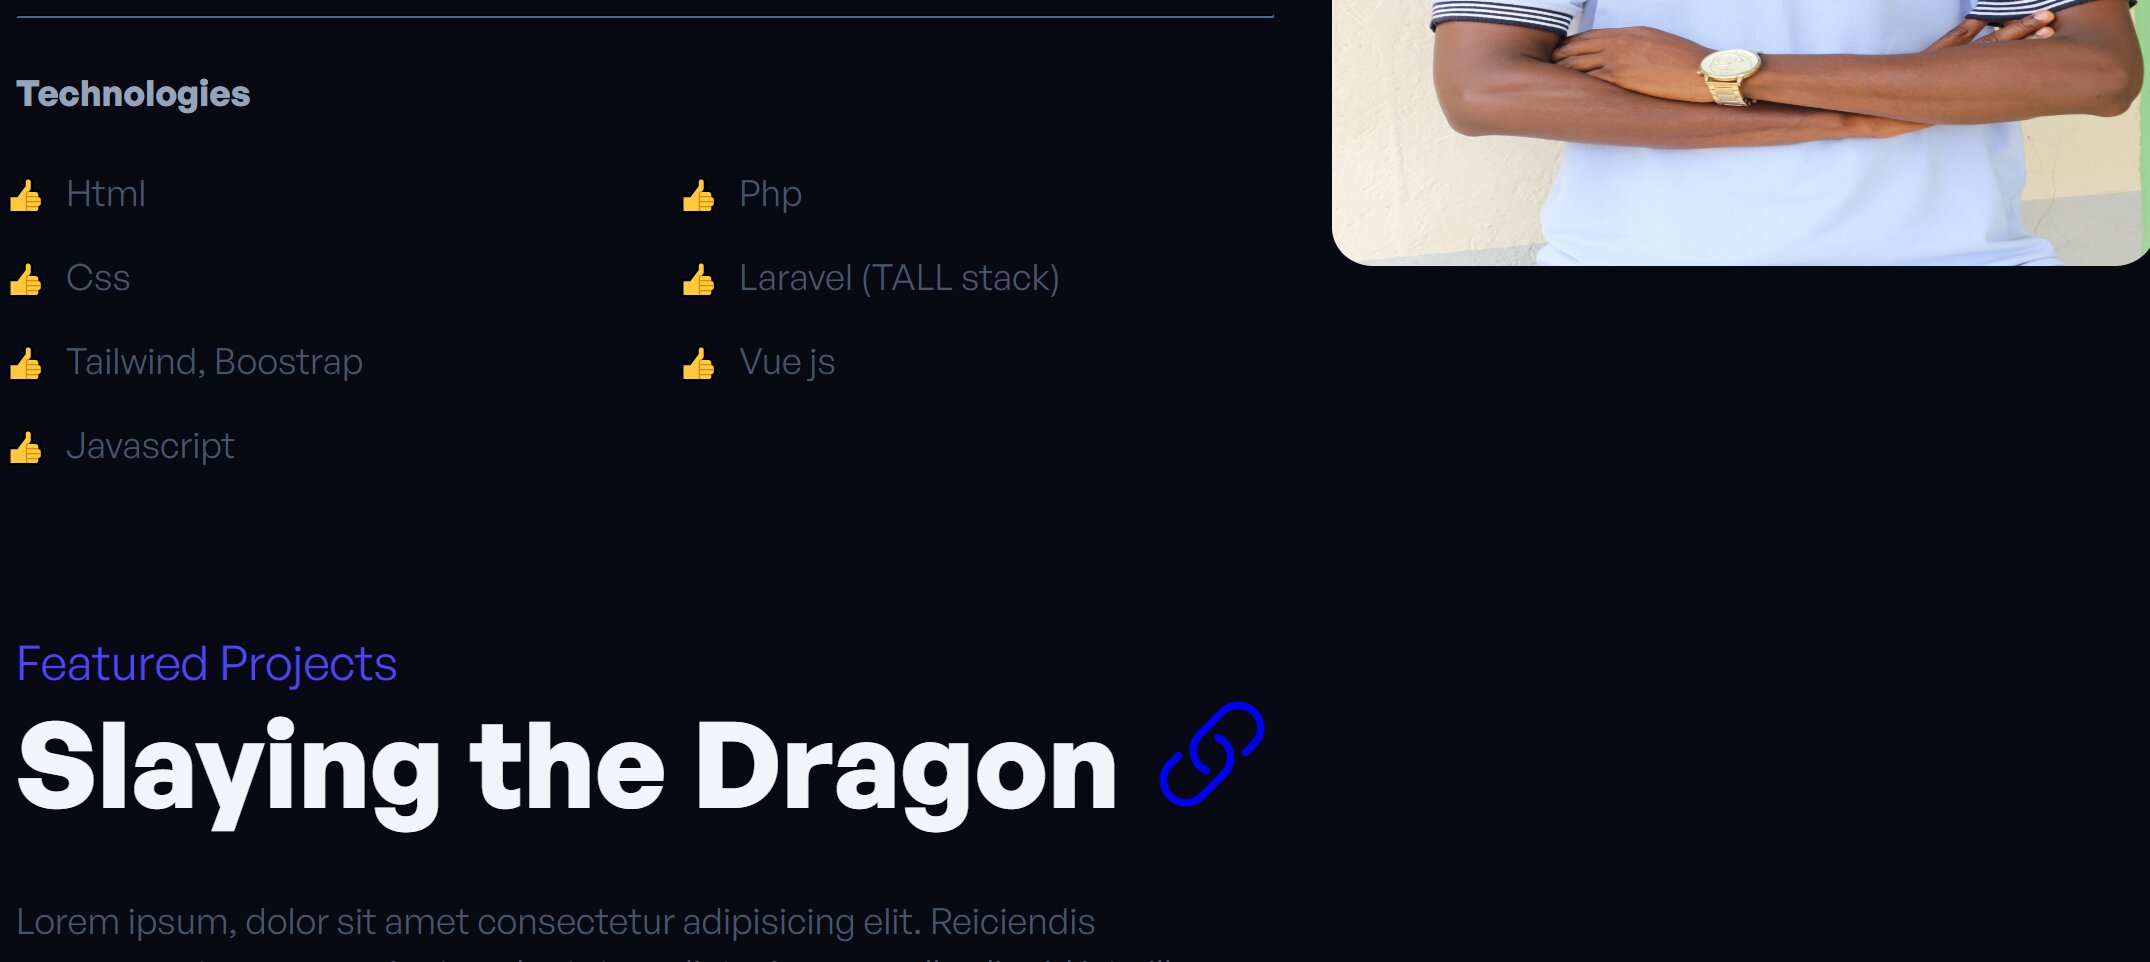 Technologies
👍 Html
👍 Css
👍 Tailwind, Boostrap
👍 Javascript
👍 Php
👍 Laravel (TALL stack)
👍 Vue js
Featured Projects
Slaying the Dragon
Lorem ipsum, dolor sit amet consectetur adipisicing elit. Reiciendis